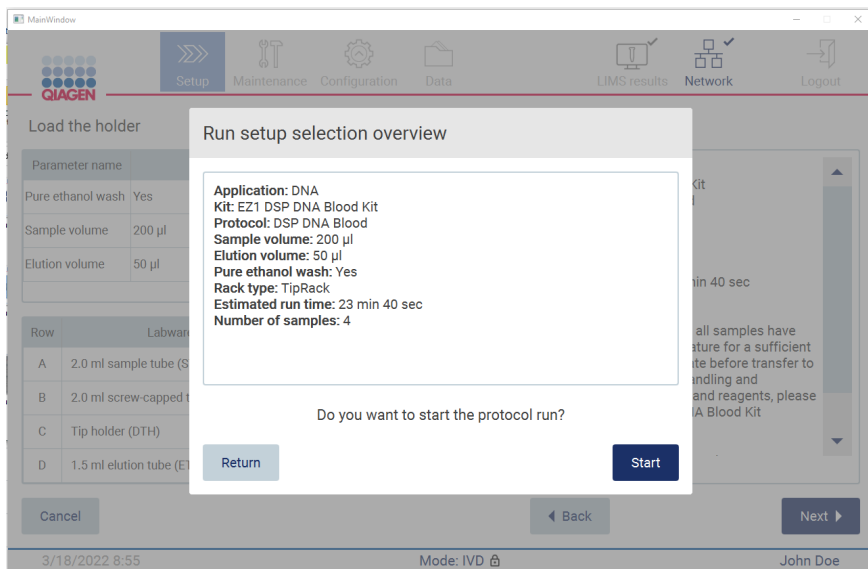 MainWindow
QIAGEN
Setup
Maintenance
Configuration
Data
LIMS results
Network
Logout
Load the holder
Parameter name
Pure ethanol wash Yes
Sample volume 200 µl
Elution volume 50 µl
Row Labwar
A 2.0 ml sample tube (S
B 2.0 ml screw-capped t
C Tip holder (DTH)
D 1.5 ml elution tube (ET
Run setup selection overview
Application: DNA
Kit: EZ1 DSP DNA Blood Kit
Protocol: DSP DNA Blood
Sample volume: 200 µl
Elution volume: 50 µl
Pure ethanol wash: Yes
Rack type: TipRack
Estimated run time: 23 min 40 sec
Number of samples: 4
Do you want to start the protocol run?
Return
Start
Kit
in 40 sec
all samples have
ature for a sufficient
te before transfer to
andling and
and reagents, please
IA Blood Kit
Cancel
Back
Next
3/18/2022 8:55
Mode: IVD
John Doe